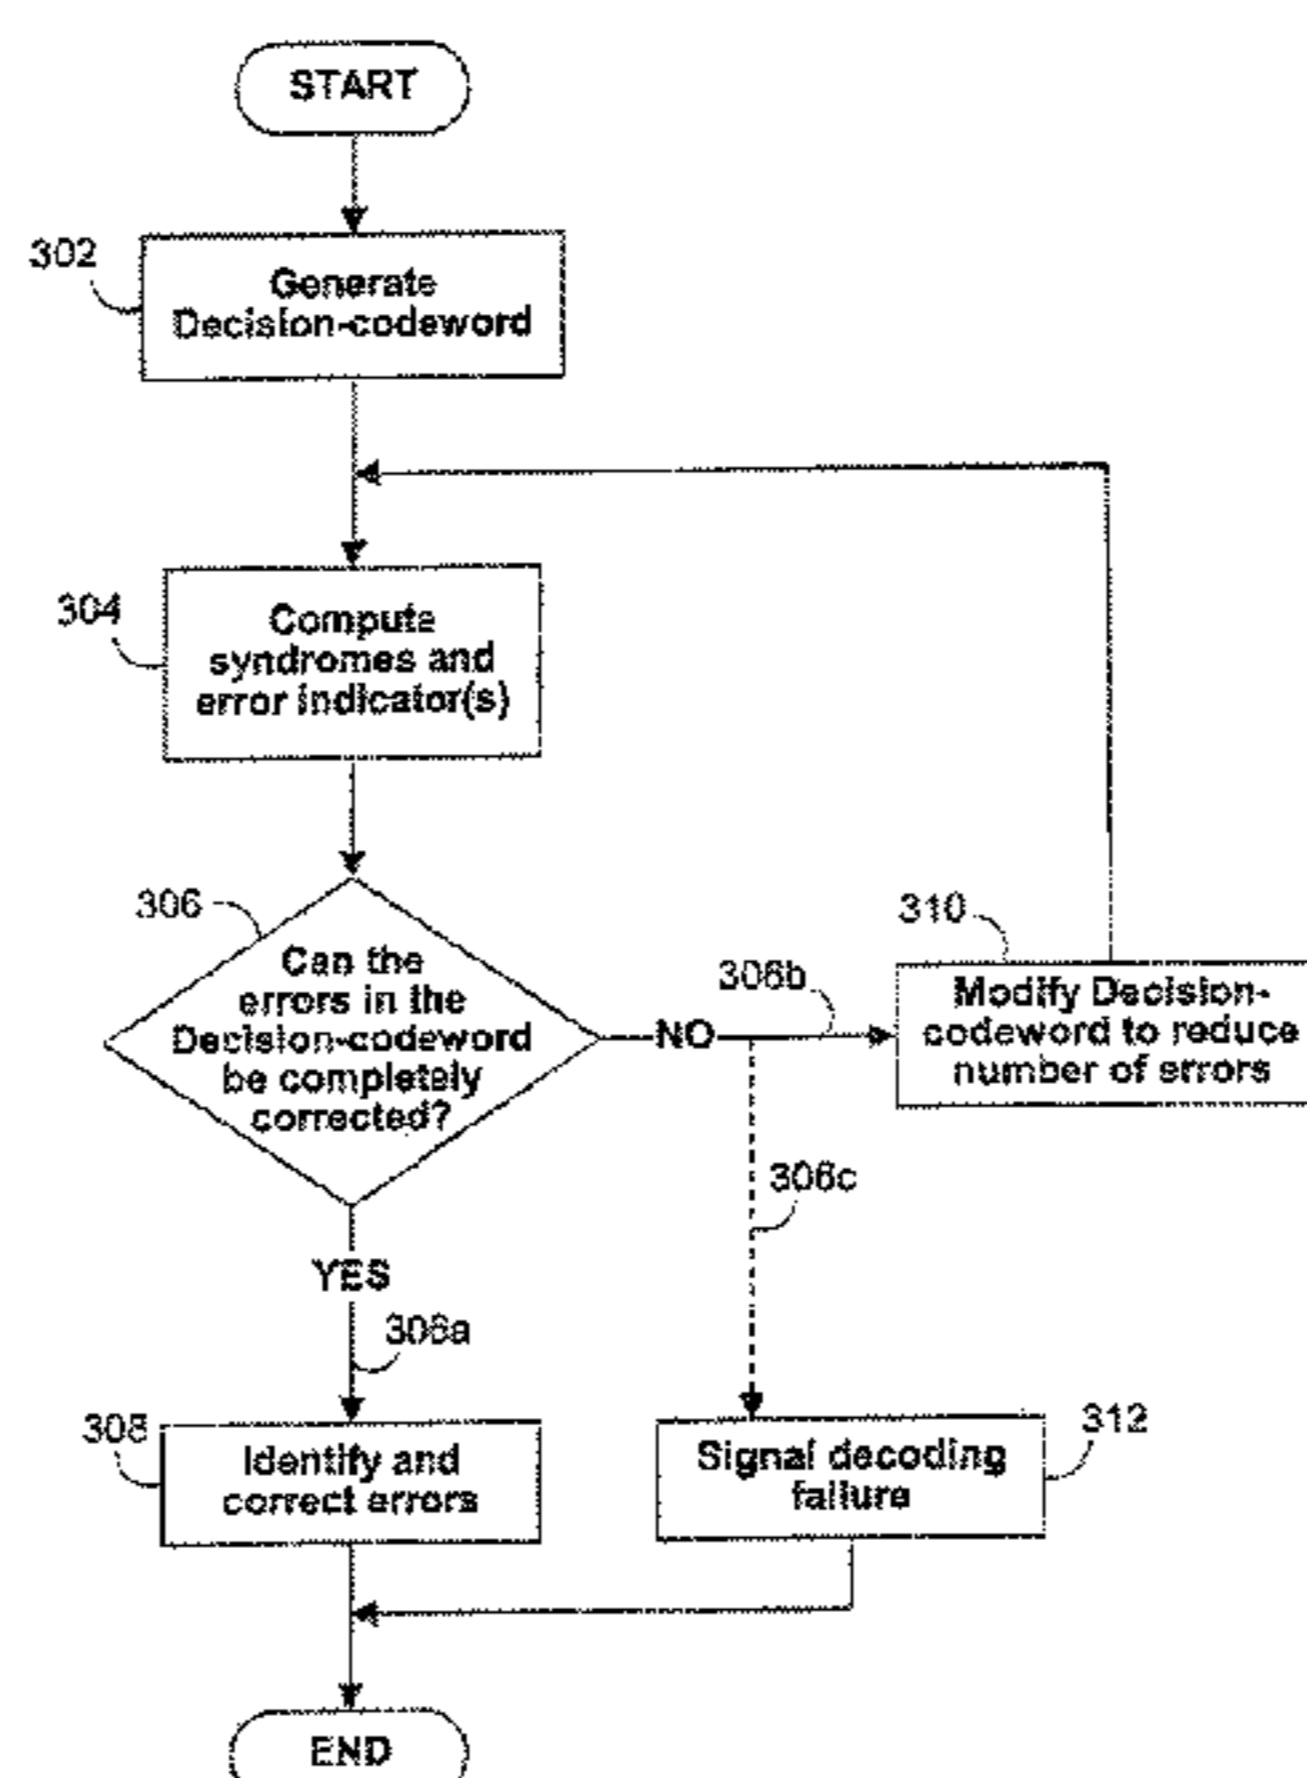 START
302
Generate
Decision-codeword
304
Compute
syndromes and
error indicator(s)
306
Can the
errors in the
Decision-codeword
be completely
corrected?
NO
306b
310
Modify Decision-
codeword to reduce
number of errors
306c
YES
306a
308
Identify and
correct errors
Signal decoding
failure
312
END